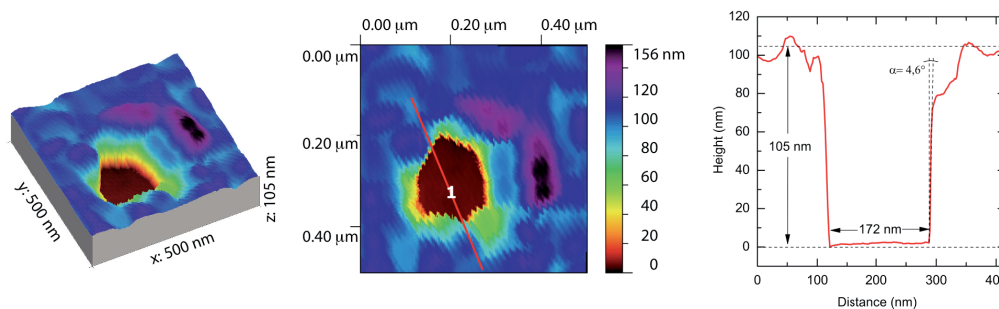 y: 500 nm
x: 500 nm
z: 105 nm
0.00 µm
0.20 µm
0.40 µm
0.00 µm
0.20 µm
0.40 µm
1
156 nm
140
120
100
80
60
40
20
0
120
100
80
60
40
20
0
Height (nm)
105 nm
172 nm
α= 4,6°
0
100
200
300
Distance (nm)